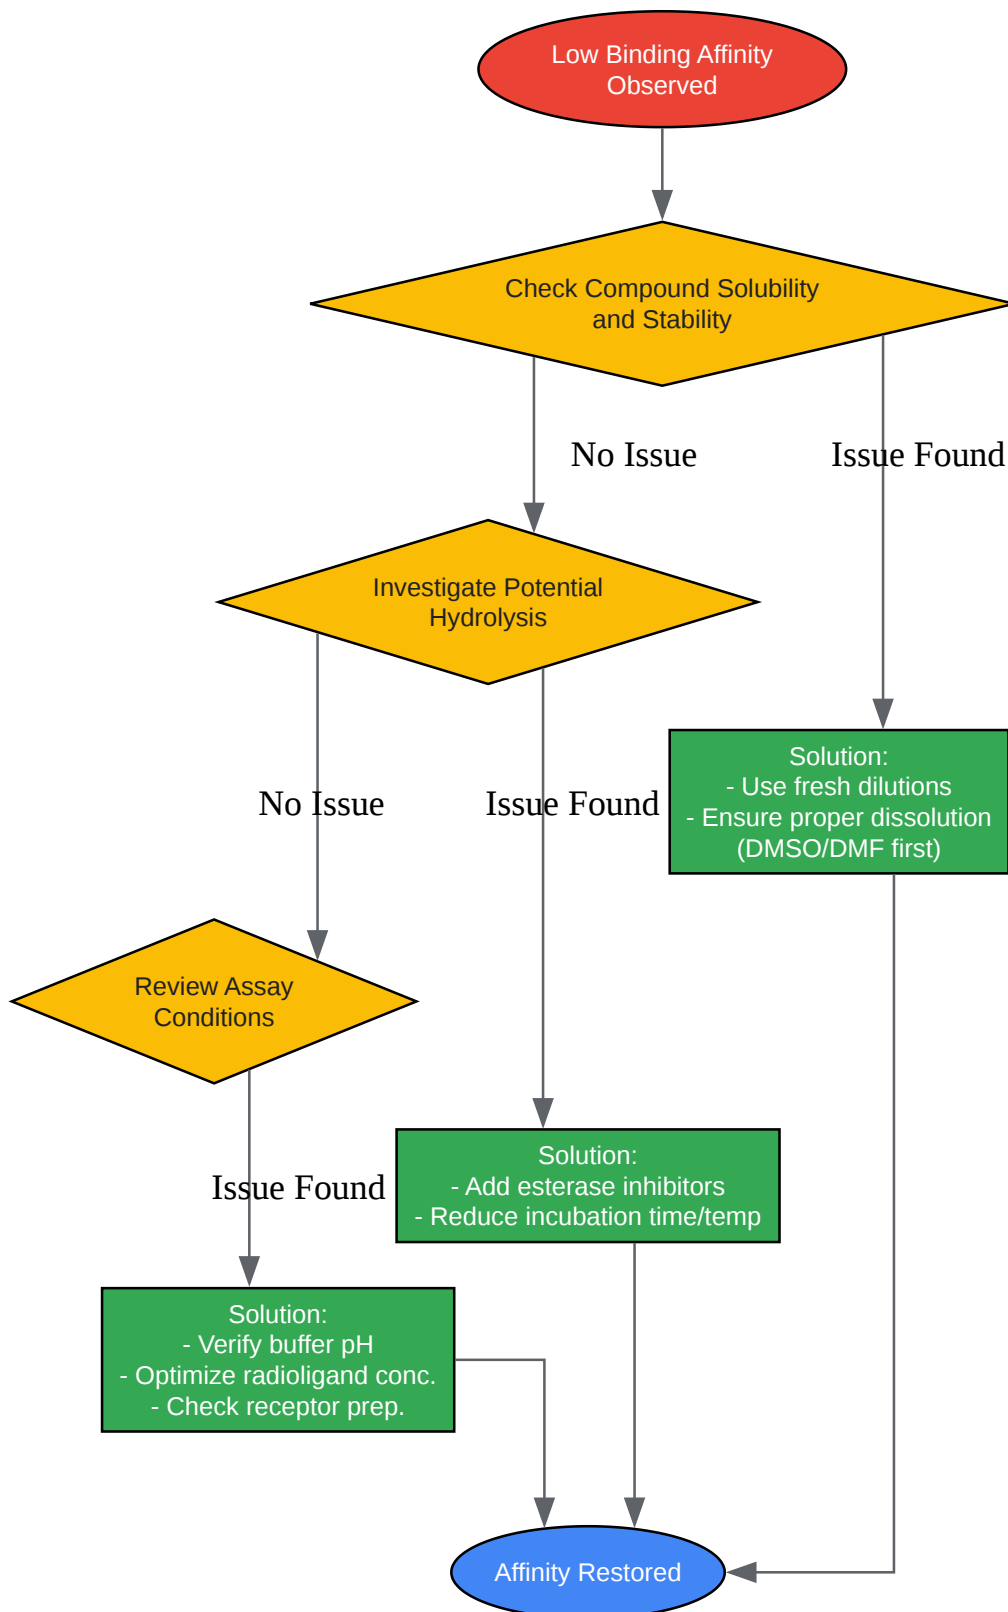 Low Binding Affinity
Observed
Check Compound Solubility
and Stability
No Issue
Issue Found
Investigate Potential
Hydrolysis
Solution:
- Use fresh dilutions
- Ensure proper dissolution
(DMSO/DMF first)
No Issue
Issue Found
Review Assay
Conditions
Solution:
- Add esterase inhibitors
- Reduce incubation time/temp
Issue Found
Solution:
- Verify buffer pH
- Optimize radioligand conc.
- Check receptor prep.
Affinity Restored